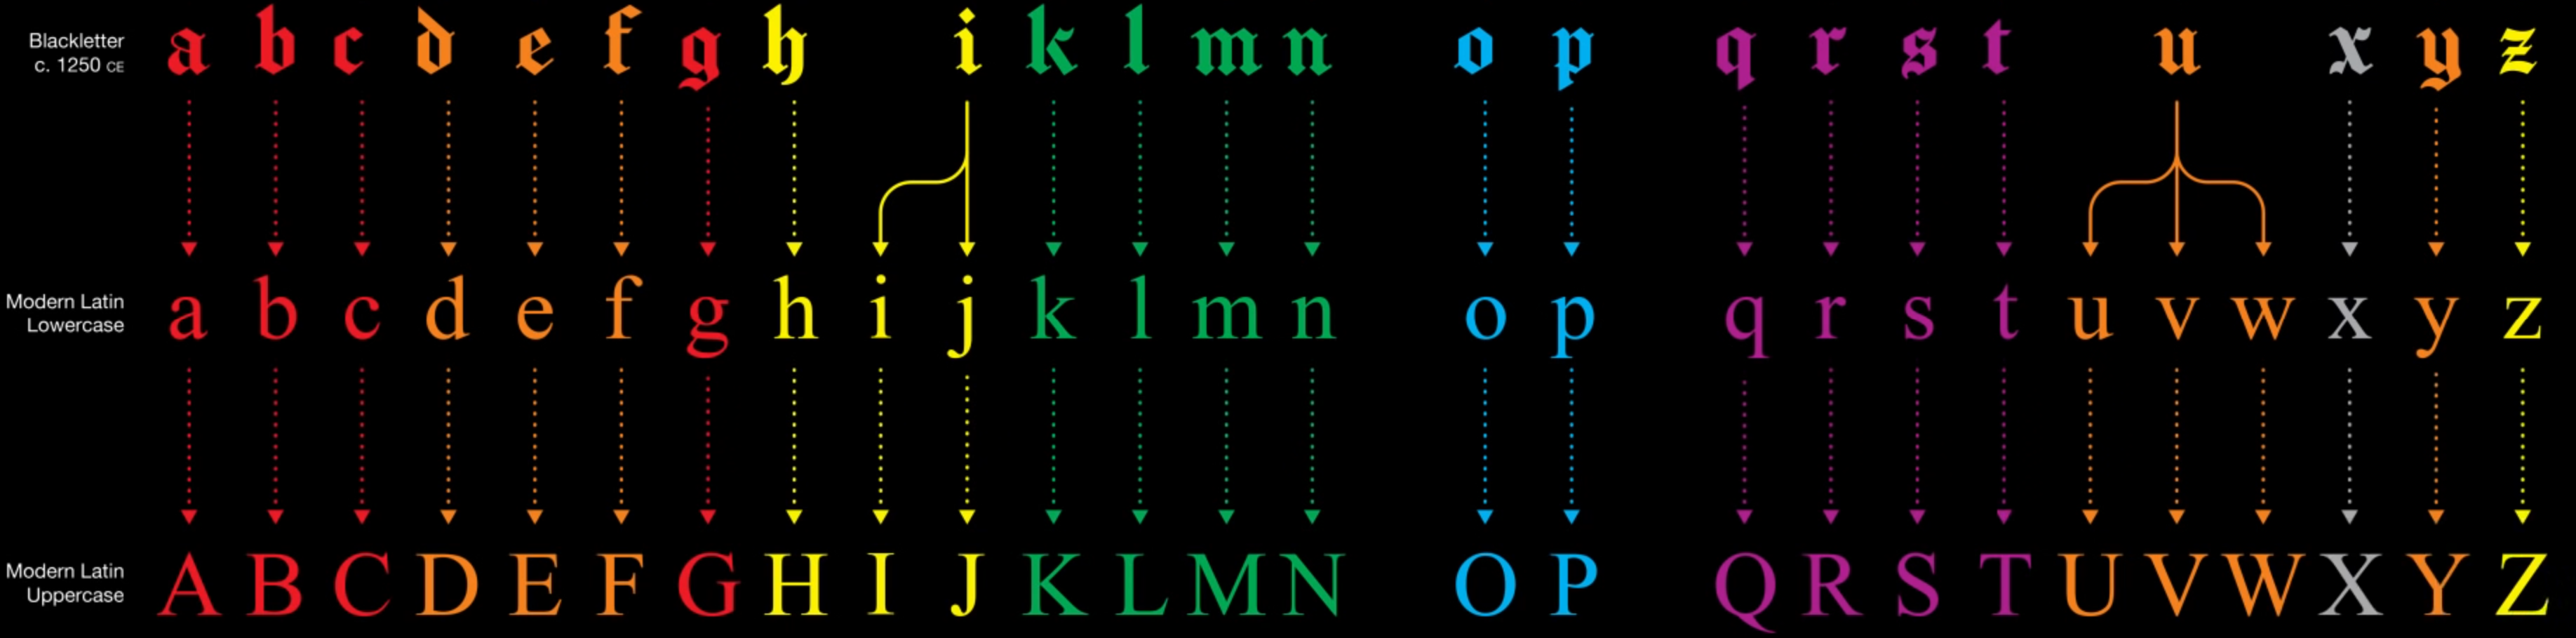 Blackletter
c. 1250 CE
a b c d e f g h i k l m n o p q r s t u x y z
Modern Latin
Lowercase
a b c d e f g h i j k l m n o p q r s t u v w x y z
Modern Latin
Uppercase
A B C D E F G H I J K L M N O P Q R S T U V W X Y Z